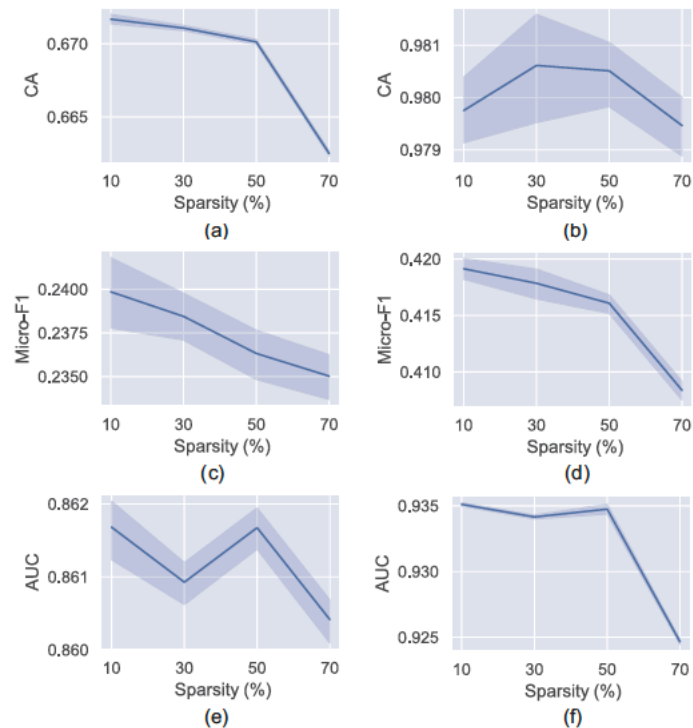 0.670
0.665
CA
10 30 50 70
Sparsity (%)
(a)
0.981
0.980
0.979
CA
10 30 50 70
Sparsity (%)
(b)
0.2400
0.2375
0.2350
Micro-F1
10 30 50 70
Sparsity (%)
(c)
0.420
0.415
0.410
Micro-F1
10 30 50 70
Sparsity (%)
(d)
0.862
0.861
0.860
AUC
10 30 50 70
Sparsity (%)
(e)
0.935
0.930
0.925
AUC
10 30 50 70
Sparsity (%)
(f)